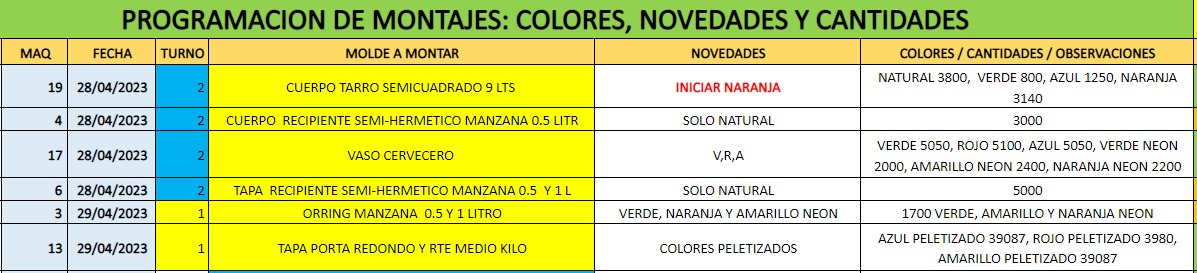 PROGRAMACION DE MONTAJES: COLORES, NOVEDADES Y CANTIDADES
MAQ FECHA TURNO MOLDE A MONTAR NOVEDADES COLORES / CANTIDADES / OBSERVACIONES
19 28/04/2023 2 CUERPO TARRO SEMICUADRADO 9 LTS INICIAR NARANJA NATURAL 3800, VERDE 800, AZUL 1250, NARANJA
3140
4 28/04/2023 2 CUERPO RECIPIENTE SEMI-HERMETICO MANZANA 0.5 LITR SOLO NATURAL 3000
17 28/04/2023 2 VASO CERVECERO V,R,A VERDE 5050, ROJO 5100, AZUL 5050, VERDE NEON
2000, AMARILLO NEON 2400, NARANJA NEON 2200
6 28/04/2023 2 TAPA RECIPIENTE SEMI-HERMETICO MANZANA 0.5 Y 1 L SOLO NATURAL 5000
3 29/04/2023 1 ORRING MANZANA 0.5 Y 1 LITRO VERDE, NARANJA Y AMARILLO NEON 1700 VERDE, AMARILLO Y NARANJA NEON
13 29/04/2023 1 TAPA PORTA REDONDO Y RTE MEDIO KILO COLORES PELETIZADOS AZUL PELETIZADO 39087, ROJO PELETIZADO 3980,
AMARILLO PELETIZADO 39087